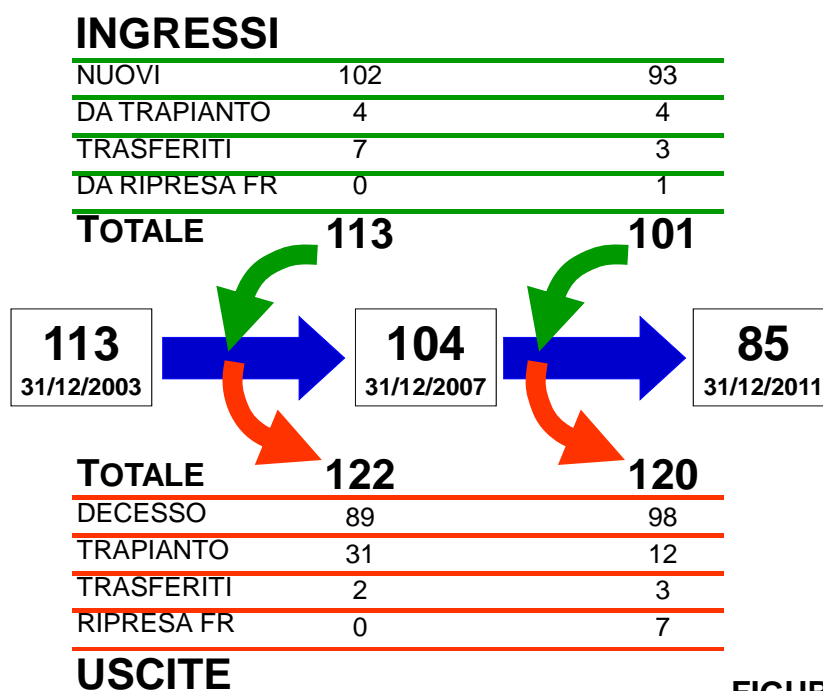 INGRESSI
NUOVI 102 93
DA TRAPIANTO 4 4
TRASFERITI 7 3
DA RIPRESA FR 0 1
TOTALE 113 101
113 104 85
31/12/2003 31/12/2007 31/12/2011
TOTALE 122 120
DECESSO 89 98
TRAPIANTO 31 12
TRASFERITI 2 3
RIPRESA FR 0 7
USCITE